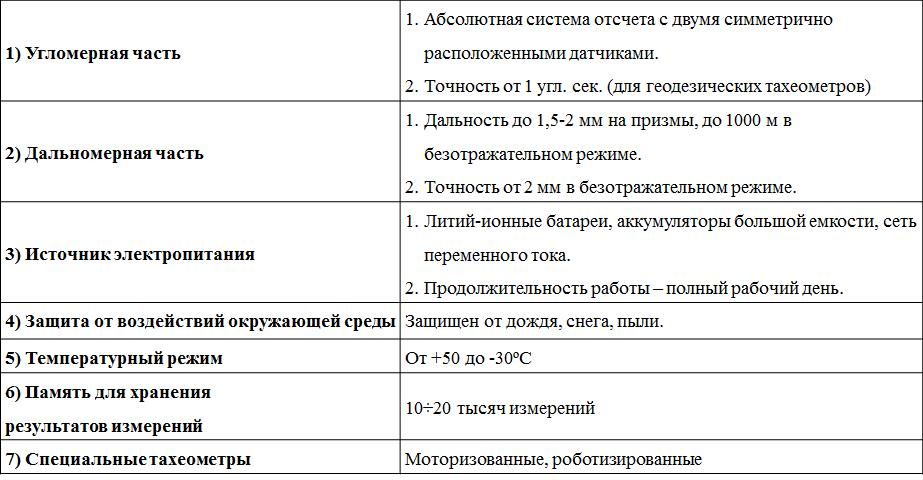 1) Угломерная часть
1. Абсолютная система отсчета с двумя симметрично
расположенными датчиками.
2. Точность от 1 угл. сек. (для геодезических тахеометров)
2) Дальномерная часть
1. Дальность до 1,5-2 мм на призмы, до 1000 м в
безотражательном режиме.
2. Точность от 2 мм в безотражательном режиме.
3) Источник электропитания
1. Литий-ионные батареи, аккумуляторы большой емкости, сеть
переменного тока.
2. Продолжительность работы – полный рабочий день.
4) Защита от воздействий окружающей среды
Защищен от дождя, снега, пыли.
5) Температурный режим
От +50 до -30ºС
6) Память для хранения
результатов измерений
10÷20 тысяч измерений
7) Специальные тахеометры
Моторизованные, роботизированные